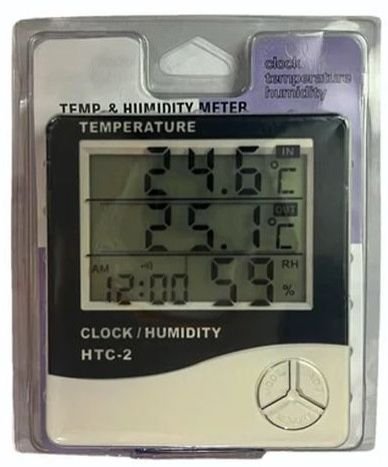 clock
temperature
humidity
TEMP & HUMIDITY METER
TEMPERATURE
IN
24.6°C
OUT
25.1°C
AM
RH
12:00
59%
CLOCK / HUMIDITY
HTC-2